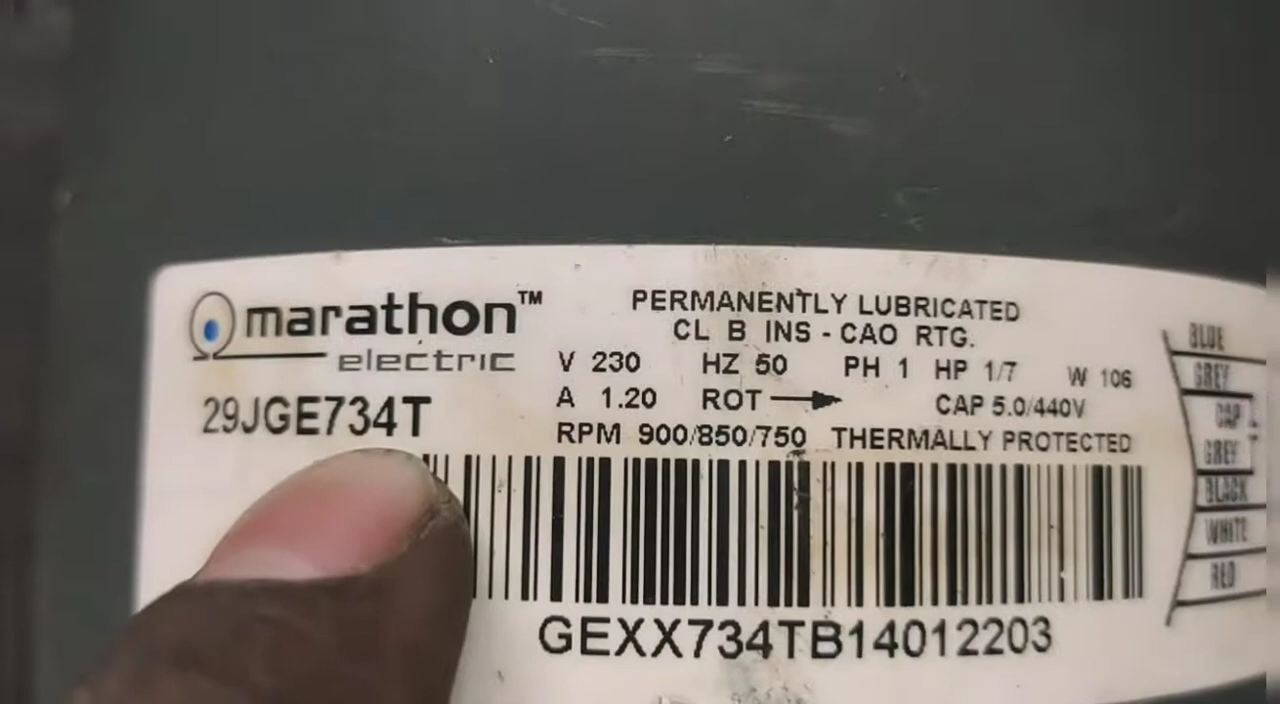 marathon™
electric
29JGE734T
PERMANENTLY LUBRICATED
CL B INS - CAO RTG.
V 230 HZ 50 PH 1 HP 1/7 W 106
A 1.20 ROT → CAP 5.0/440V
RPM 900/850/750 THERMALLY PROTECTED
GEXX734TB14012203
BLUE
GREY
CAP
GREY
BLACK
WHITE
RED